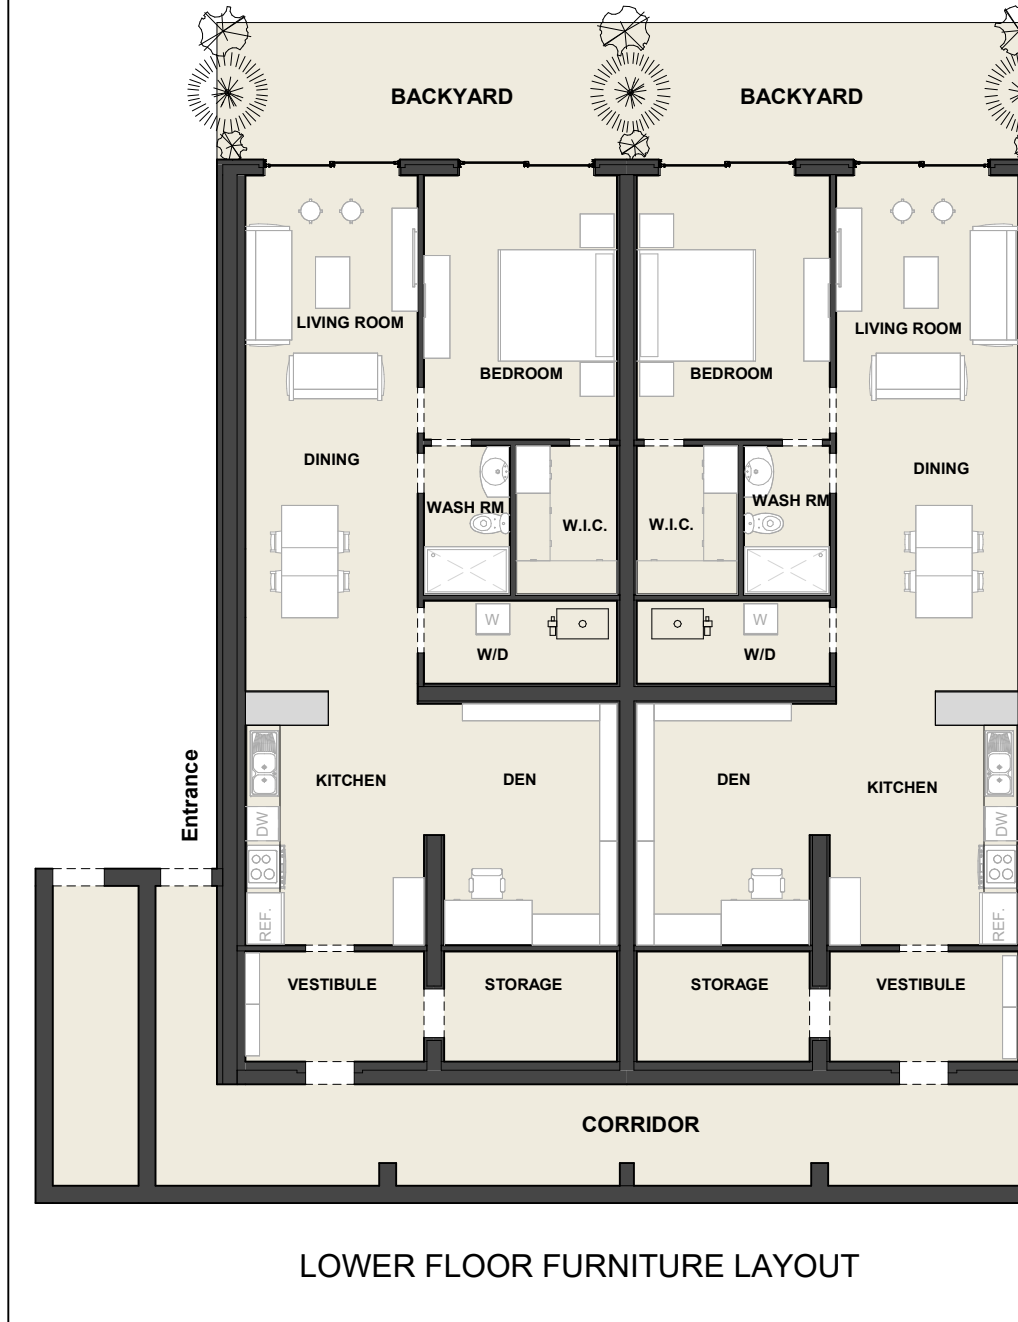 BACKYARD
BACKYARD
LIVING ROOM
LIVING ROOM
BEDROOM
BEDROOM
DINING
DINING
WASH RM
W.I.C.
W.I.C.
WASH RM
W
W
W/D
W/D
Entrance
KITCHEN
DEN
DEN
KITCHEN
DW
DW
REF.
REF.
VESTIBULE
STORAGE
STORAGE
VESTIBULE
CORRIDOR
LOWER FLOOR FURNITURE LAYOUT